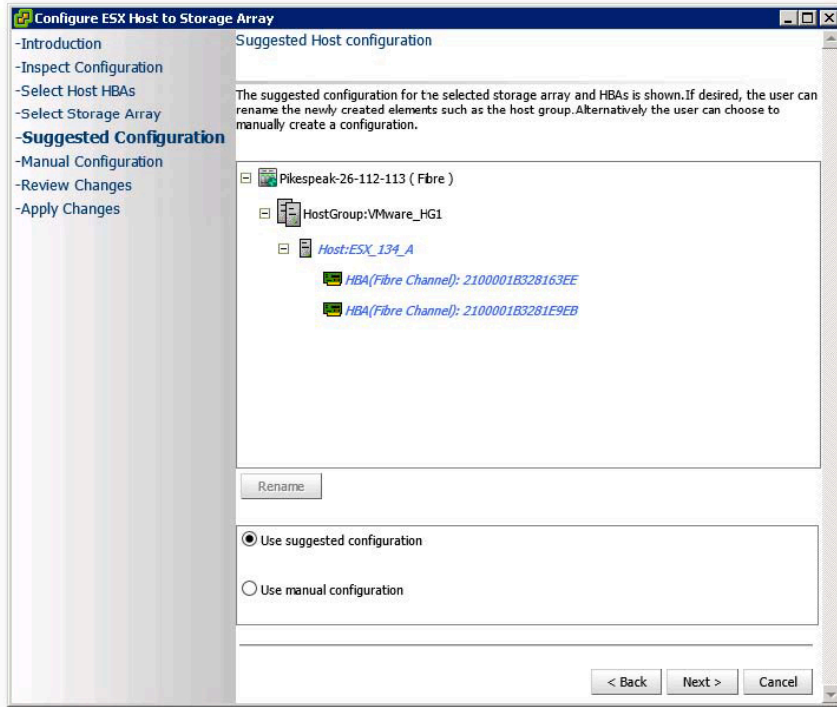 Configure ESX Host to Storage Array
-Introduction
-Inspect Configuration
-Select Host HBAs
-Select Storage Array
-Suggested Configuration
-Manual Configuration
-Review Changes
-Apply Changes
Suggested Host configuration
The suggested configuration for the selected storage array and HBAs is shown.If desired, the user can
rename the newly created elements such as the host group.Alternatively the user can choose to
manually create a configuration.
Pikespeak-26-112-113 ( Fibre )
HostGroup:VMware_HG1
Host:ESX_134_A
HBA(Fibre Channel): 2100001B328163EE
HBA(Fibre Channel): 2100001B3281E9EB
Rename
Use suggested configuration
Use manual configuration
< Back
Next >
Cancel